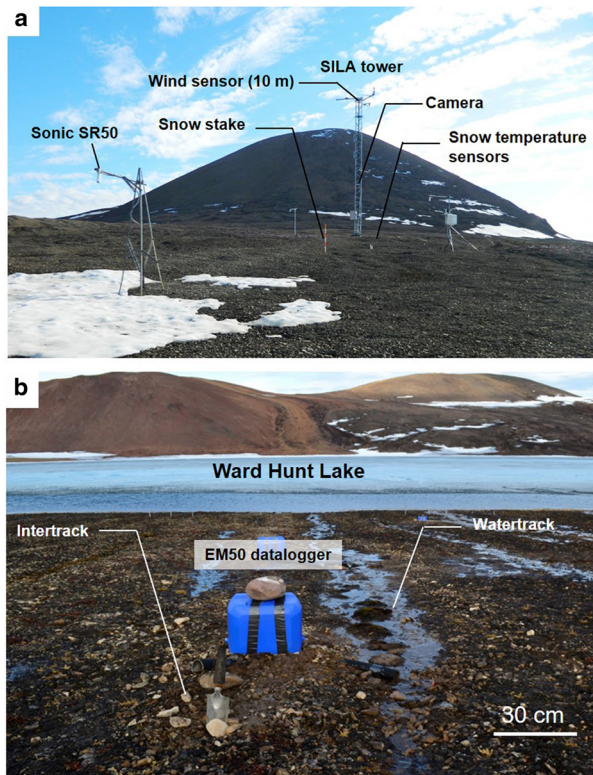 a
SILA tower
Wind sensor (10 m)
Camera
Snow stake
Snow temperature
sensors
Sonic SR50
b
Ward Hunt Lake
Intertrack
Watertrack
EM50 datalogger
30 cm